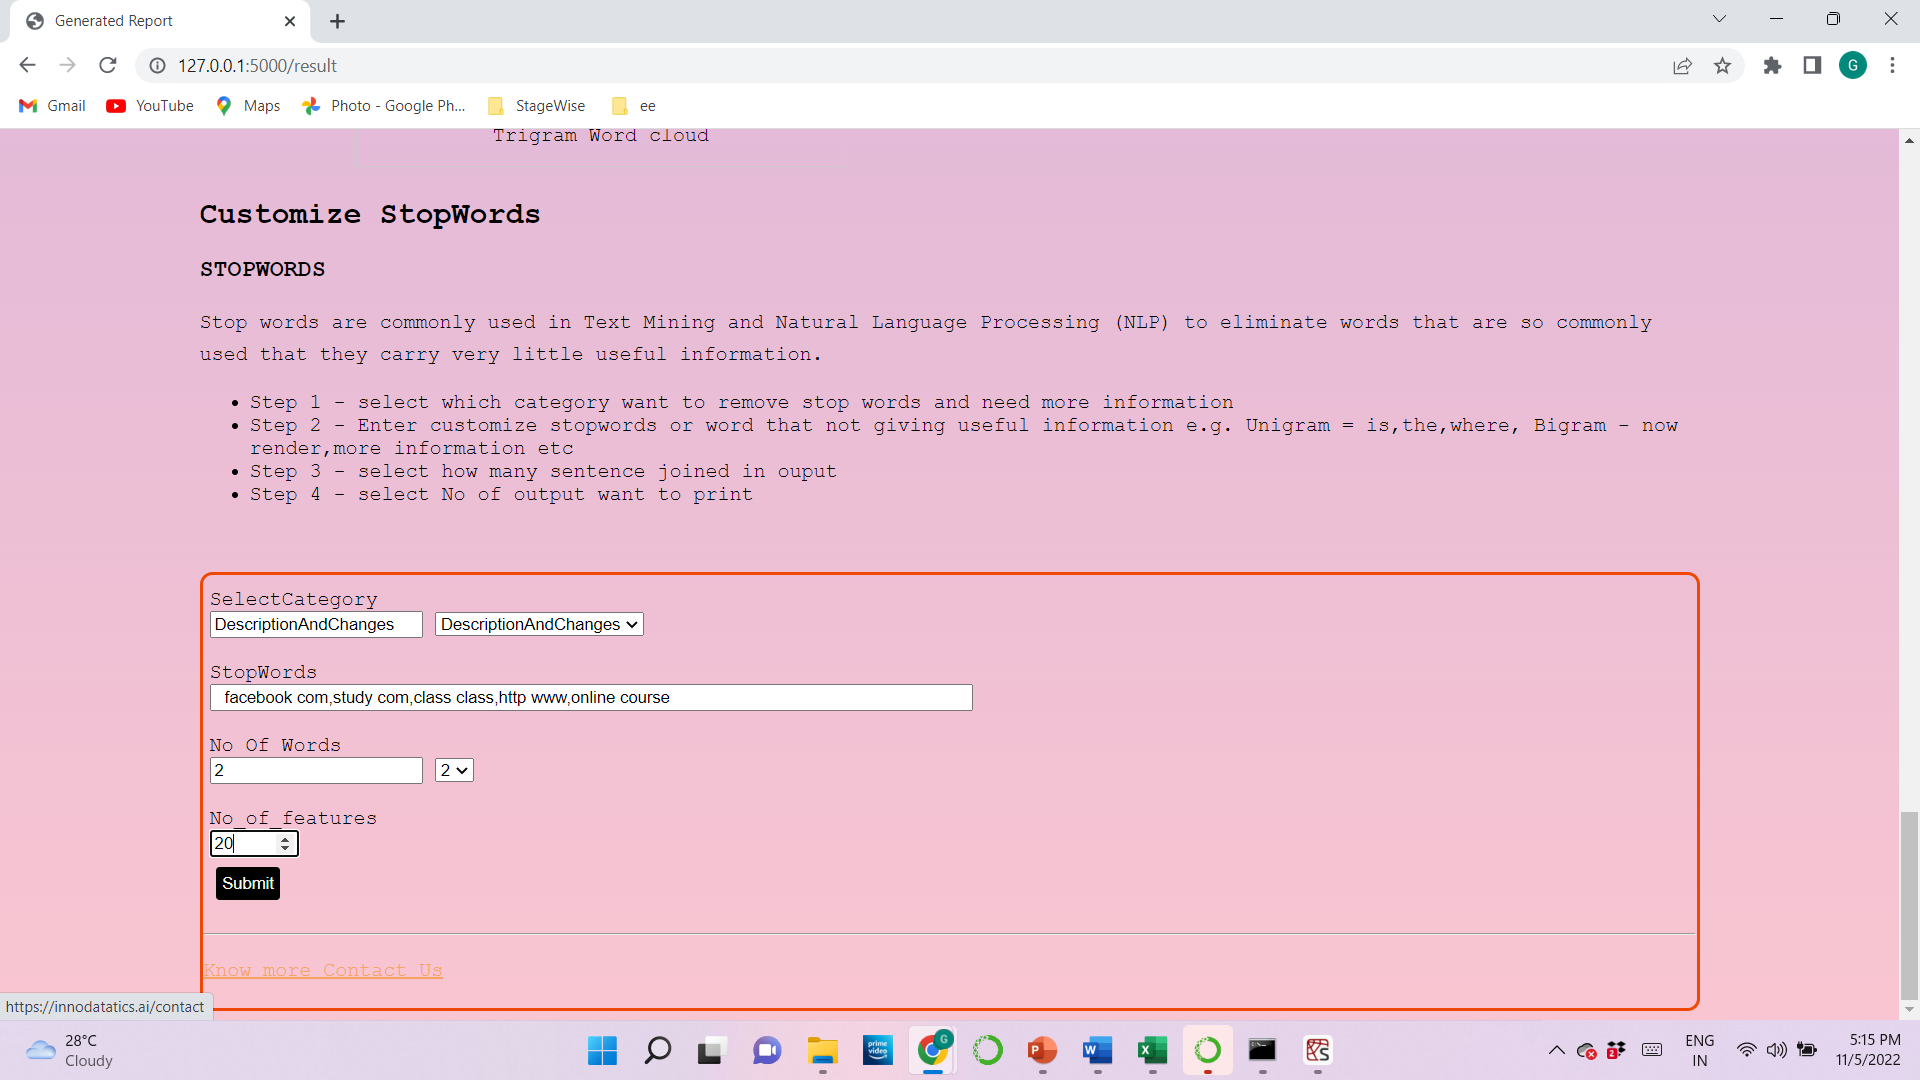 Generated Report
127.0.0.1:5000/result
G
Gmail YouTube Maps Photo - Google Ph... StageWise ee
Trigram Word cloud
Customize StopWords
STOPWORDS
Stop words are commonly used in Text Mining and Natural Language Processing (NLP) to eliminate words that are so commonly
used that they carry very little useful information.
Step 1 - select which category want to remove stop words and need more information
Step 2 - Enter customize stopwords or word that not giving useful information e.g. Unigram = is,the,where, Bigram - now
render,more information etc
Step 3 - select how many sentence joined in ouput
Step 4 - select No of output want to print
SelectCategory
DescriptionAndChanges DescriptionAndChanges
StopWords
facebook com,study com,class class,http www,online course
No Of Words
2 2
No_of_features
20
Submit
Know more Contact Us
https://innodatatics.ai/contact
28°C
Cloudy
prime video
G
P
W
X
2
ENG
IN
5:15 PM
11/5/2022